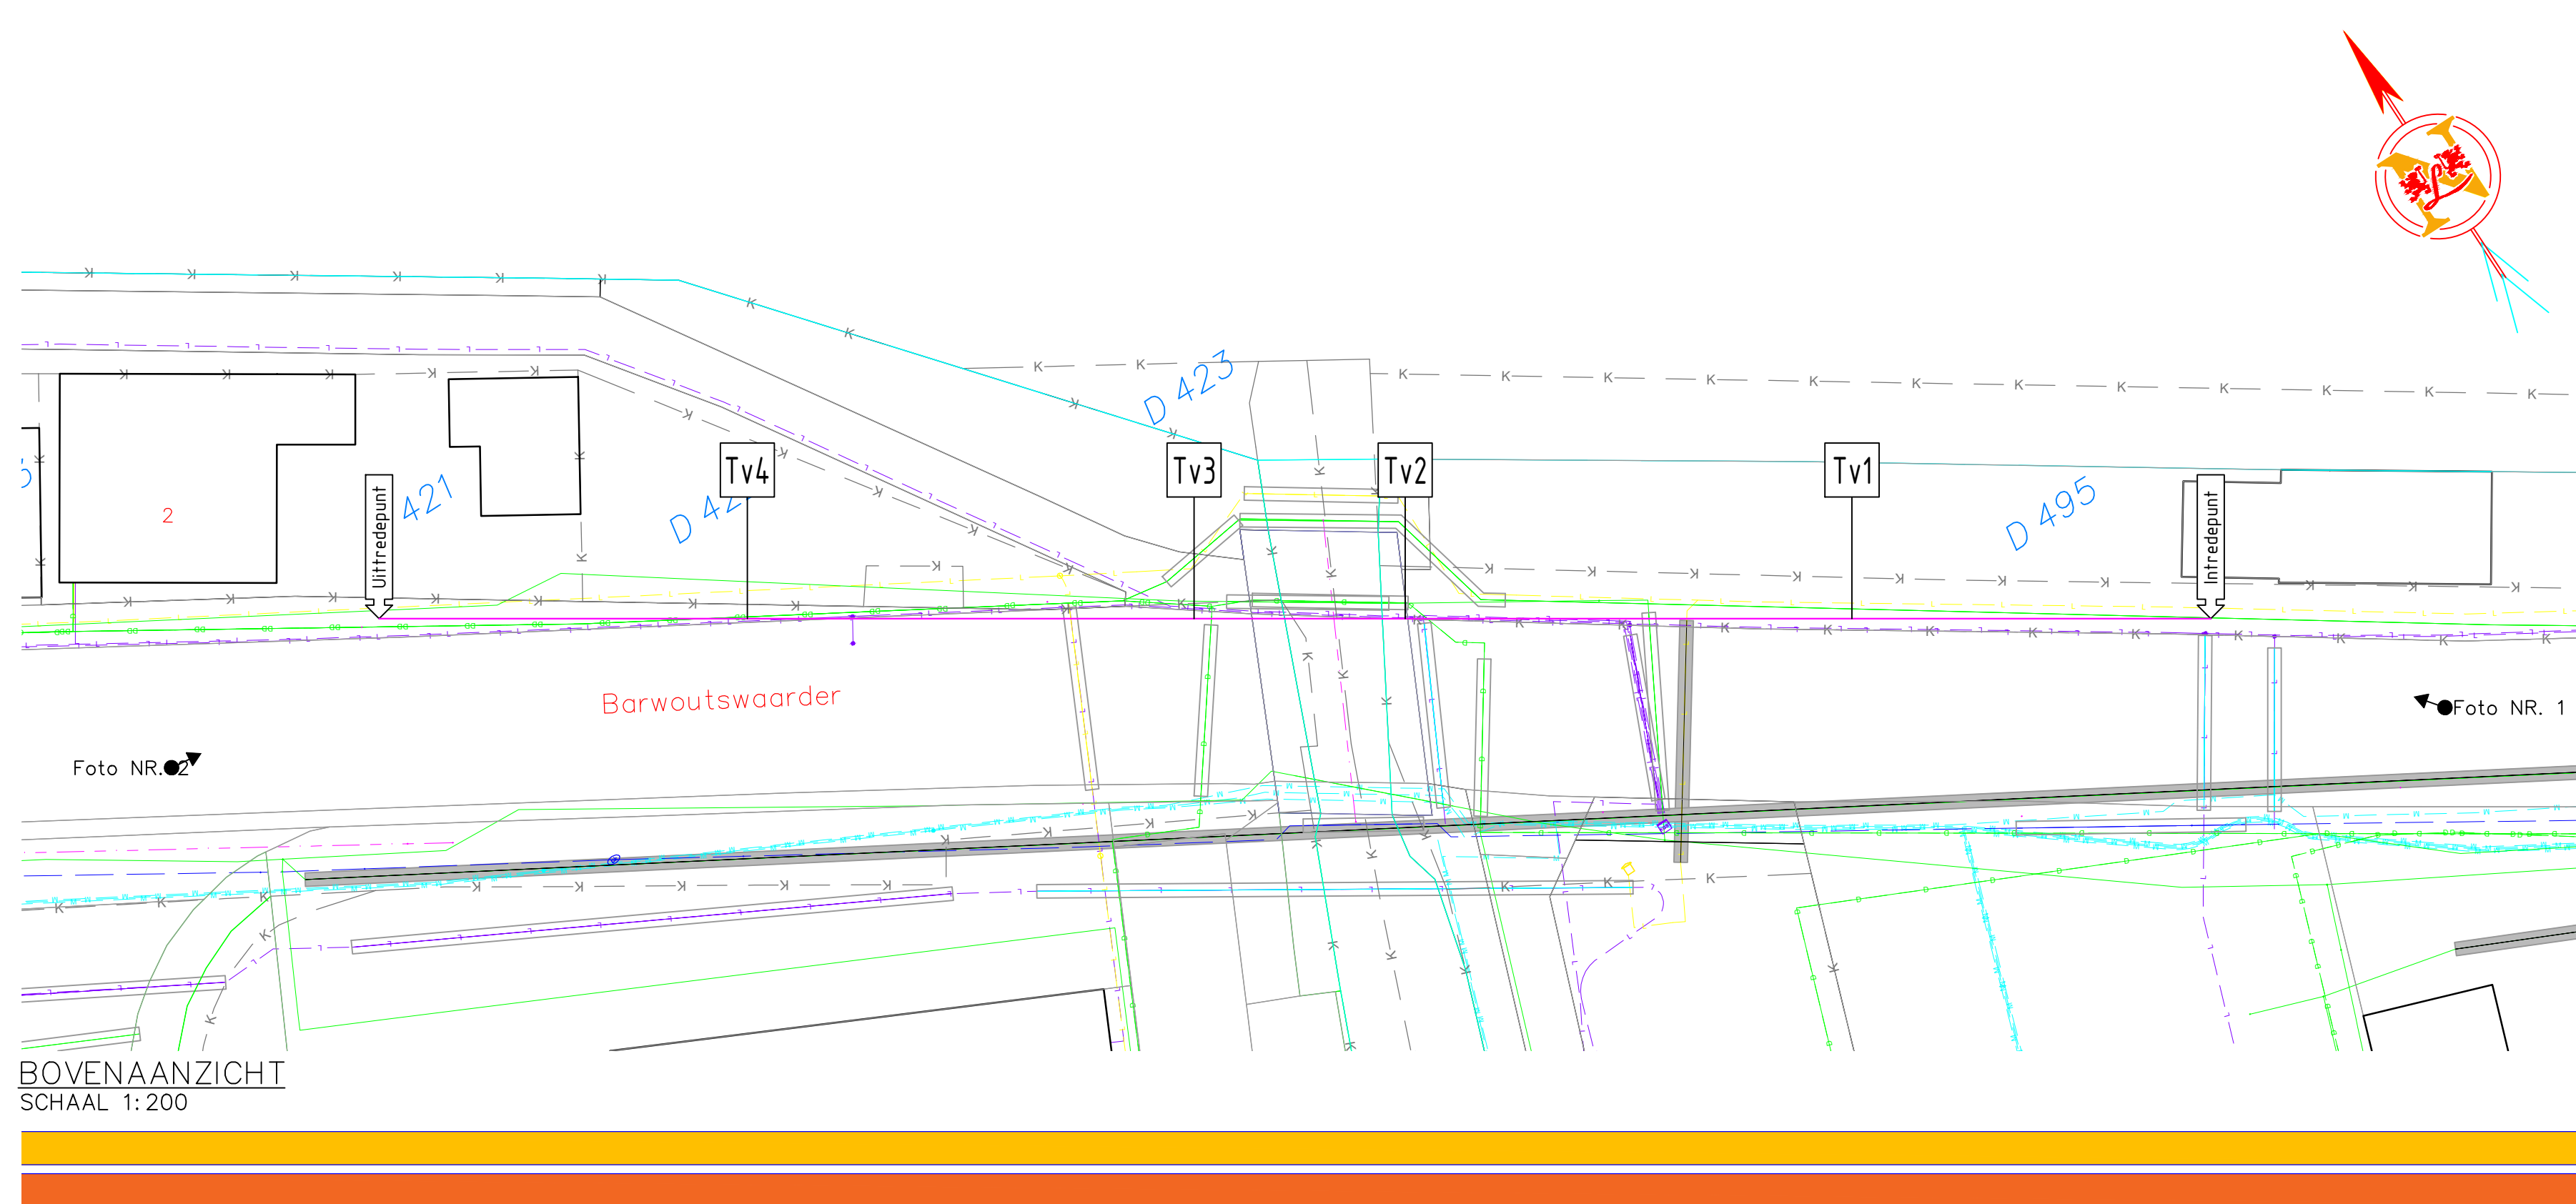 D 423
Tv4
Tv3
Tv2
Tv1
Uittredepunt
421
D 495
Intredepunt
2
Barwoutswaarder
Foto NR. 1
Foto NR. 2
BOVENAANZICHT
SCHAAL 1:200